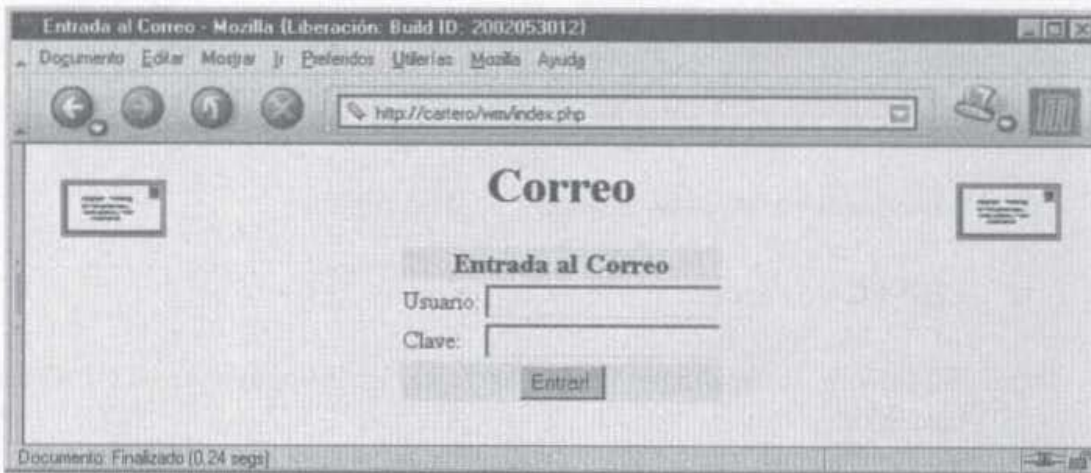 Entrada al Correo - Mozilla {Liberación: Build ID: 2002053012}
Documento Editar Mostrar Ir Preferidos Utilerías Mozilla Ayuda
http://cartero/wm/index.php
Correo
Entrada al Correo
Usuario:
Clave:
Entrar!
Documento: Finalizado (0.24 segs)